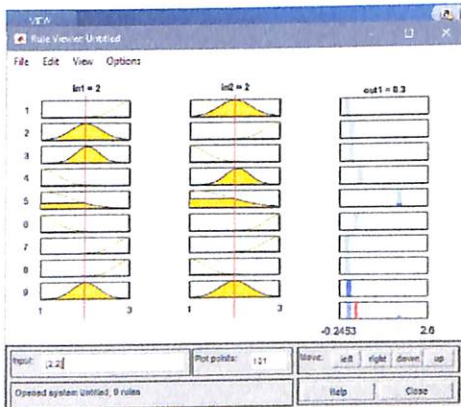 VIEW
Rule Viewer: Untitled
File Edit View Options
in1 = 2 in2 = 2 out1 = 0.3
1
2
3
4
5
6
7
8
9
1 3 1 3
-0.2453 2.6
Input: [2;2] Plot points: 101 Move: left right down up
Opened system Untitled, 9 rules Help Close